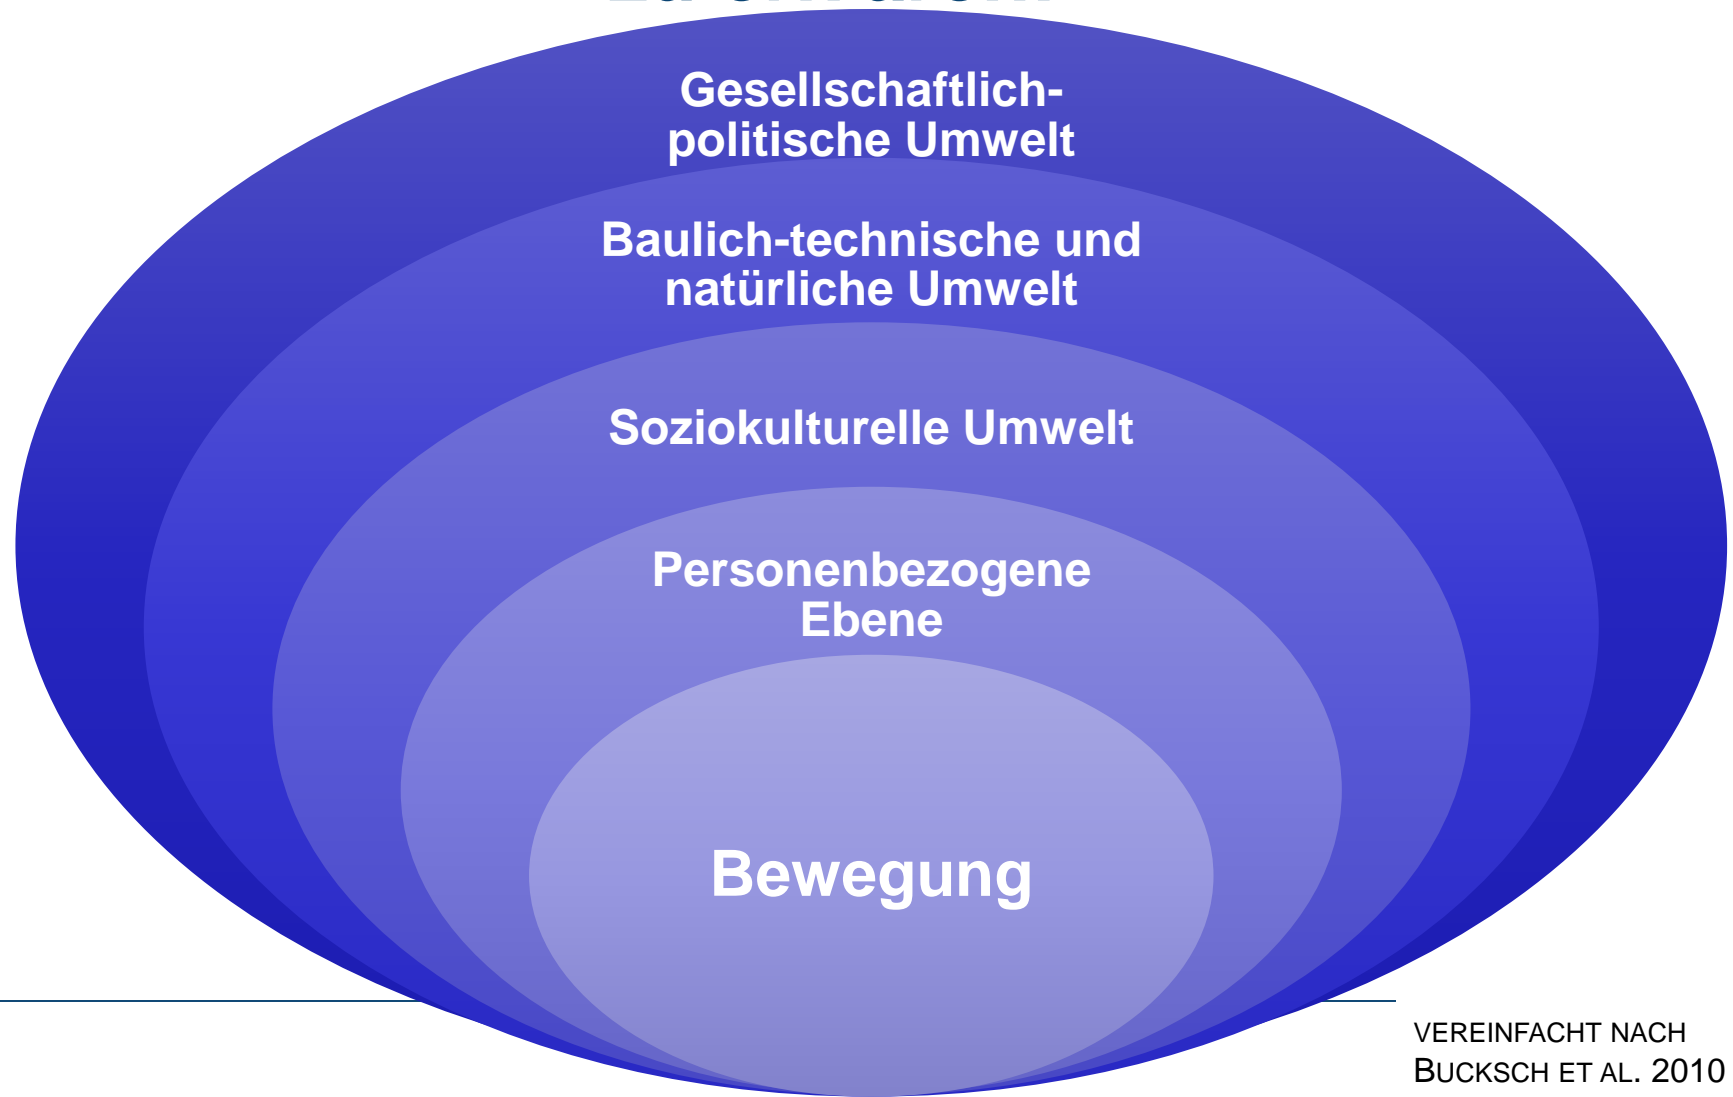 Gesellschaftlich-
politische Umwelt
Baulich-technische und
natürliche Umwelt
Soziokulturelle Umwelt
Personenbezogene
Ebene
Bewegung
VEREINFACHT NACH
BUCKSCH ET AL. 2010